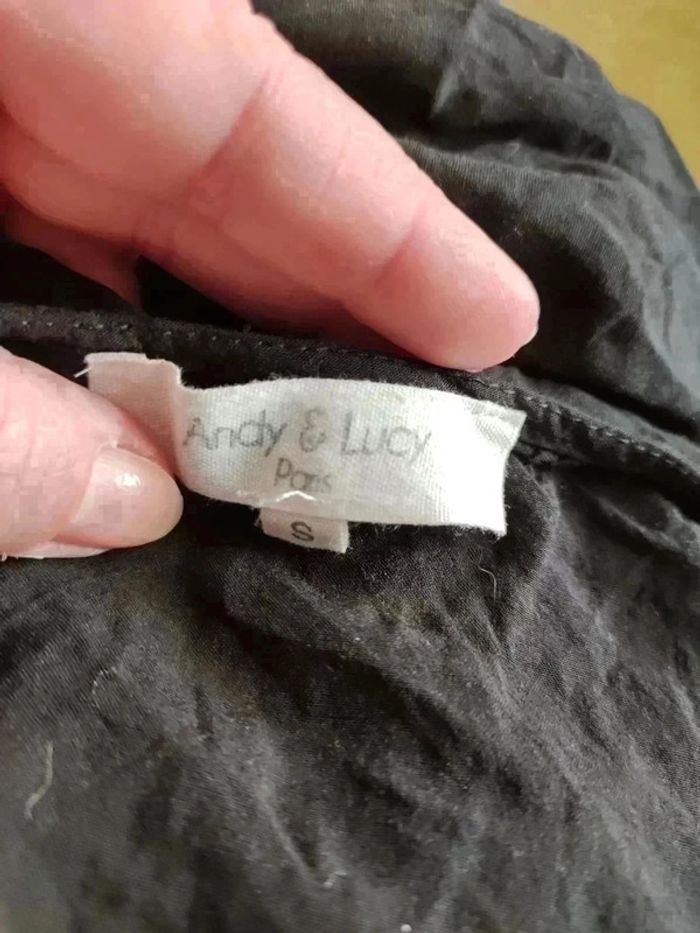 Andy & Lucy
Paris
S